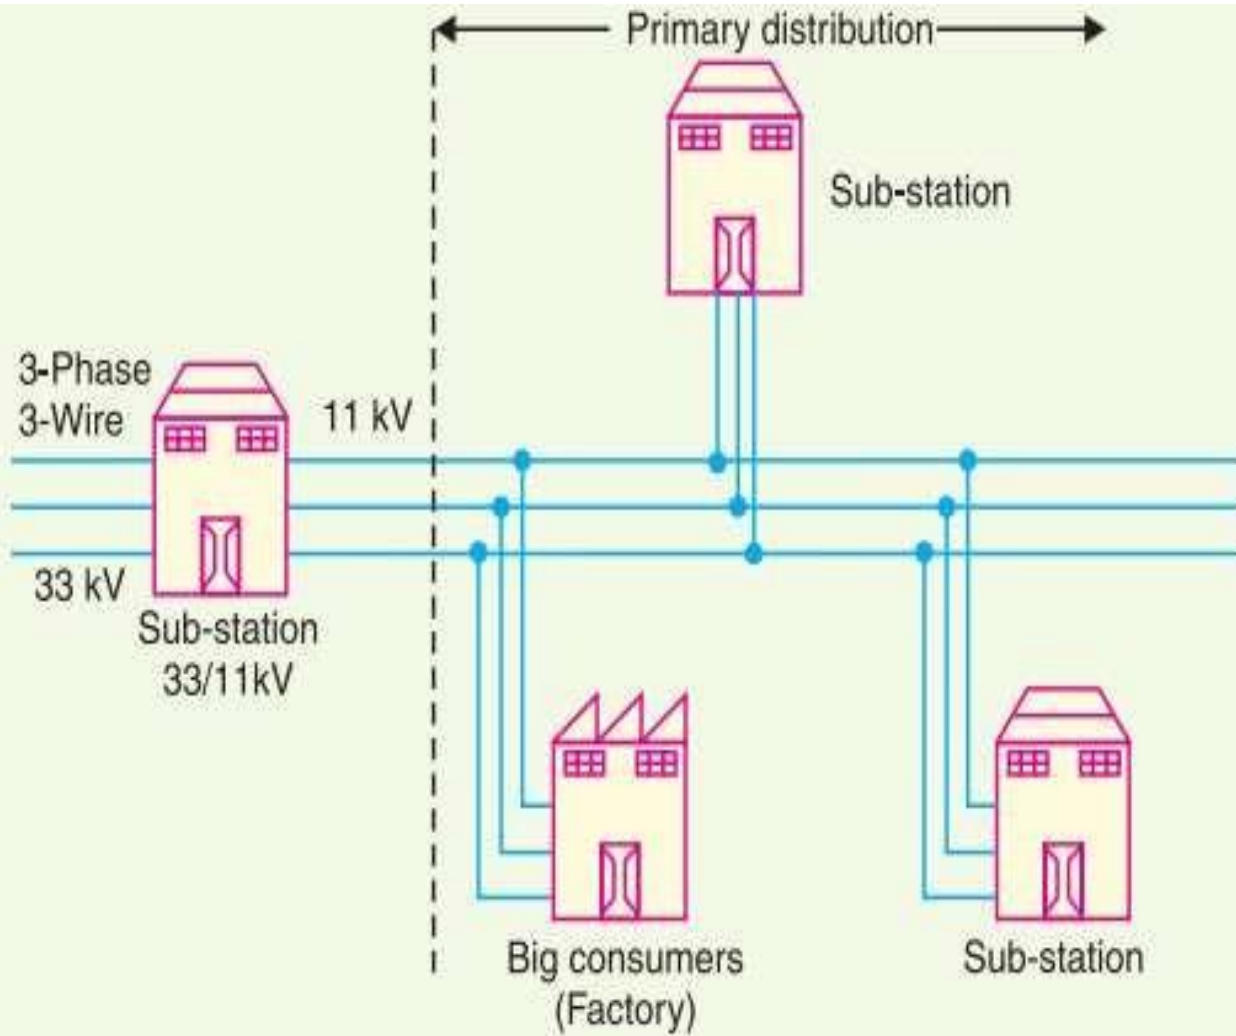 Primary distribution
Sub-station
3-Phase
3-Wire
11 kV
33 kV
Sub-station
33/11kV
Big consumers
(Factory)
Sub-station